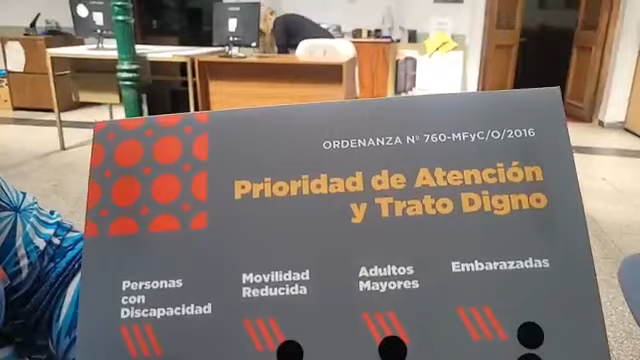 ORDENANZA Nº 760-MFyC/O/2016
Prioridad de Atención
y Trato Digno
Personas
con
Discapacidad
Movilidad
Reducida
Adultos
Mayores
Embarazadas